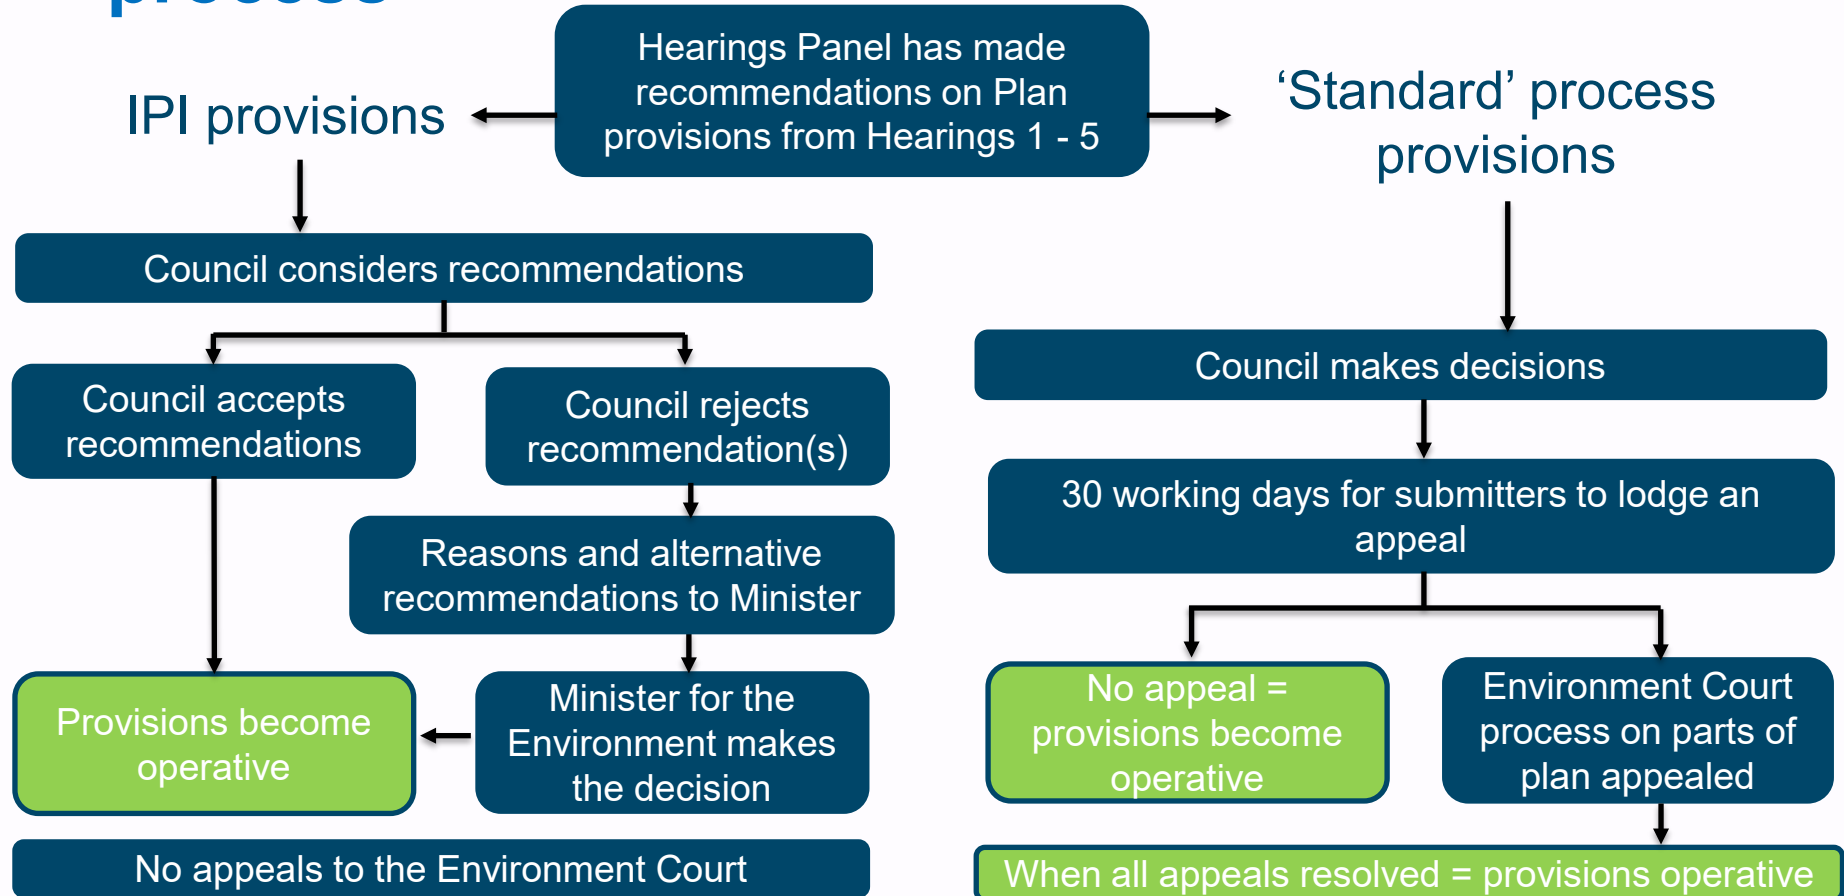 process
Hearings Panel has made
recommendations on Plan
provisions from Hearings 1 - 5
IPI provisions
‘Standard’ process
provisions
Council considers recommendations
Council accepts
recommendations
Council rejects
recommendation(s)
Reasons and alternative
recommendations to Minister
Provisions become
operative
Minister for the
Environment makes
the decision
No appeals to the Environment Court
Council makes decisions
30 working days for submitters to lodge an
appeal
No appeal =
provisions become
operative
Environment Court
process on parts of
plan appealed
When all appeals resolved = provisions operative